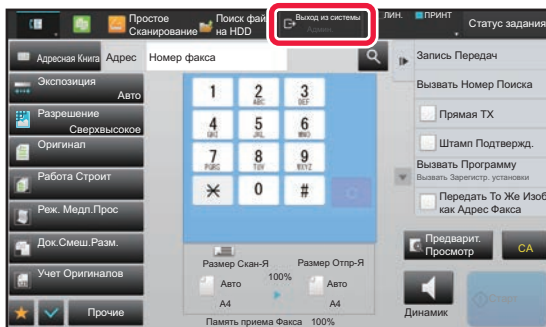 Простое
Сканирование
Поиск фай
на HDD
Выход из системы
Админ.
ЛИН.
ПРИНТ
Статус задания
Адресная Книга
Адрес
Номер факса
Запись Передач
Экспозиция
Авто
Вызвать Номер Поиска
Разрешение
Сверхвысокое
Прямая TX
Оригинал
Штамп Подтвержд.
Работа Строит
Вызвать Программу
Вызвать Зарегистр. установки
Реж. Медл.Прос
Передать То Же Изоб
как Адрес Факса
Док.Смеш.Разм.
Учет Оригиналов
Прочие
1
2
ABC
3
DEF
4
GHI
5
JKL
6
MNO
7
PQRS
8
TUV
9
WXYZ
0
#
Размер Скан-Я
Размер Отпр-Я
100%
Авто
Авто
A4
A4
Память приема Факса 100%
Предварит.
Просмотр
CA
Динамик
Старт